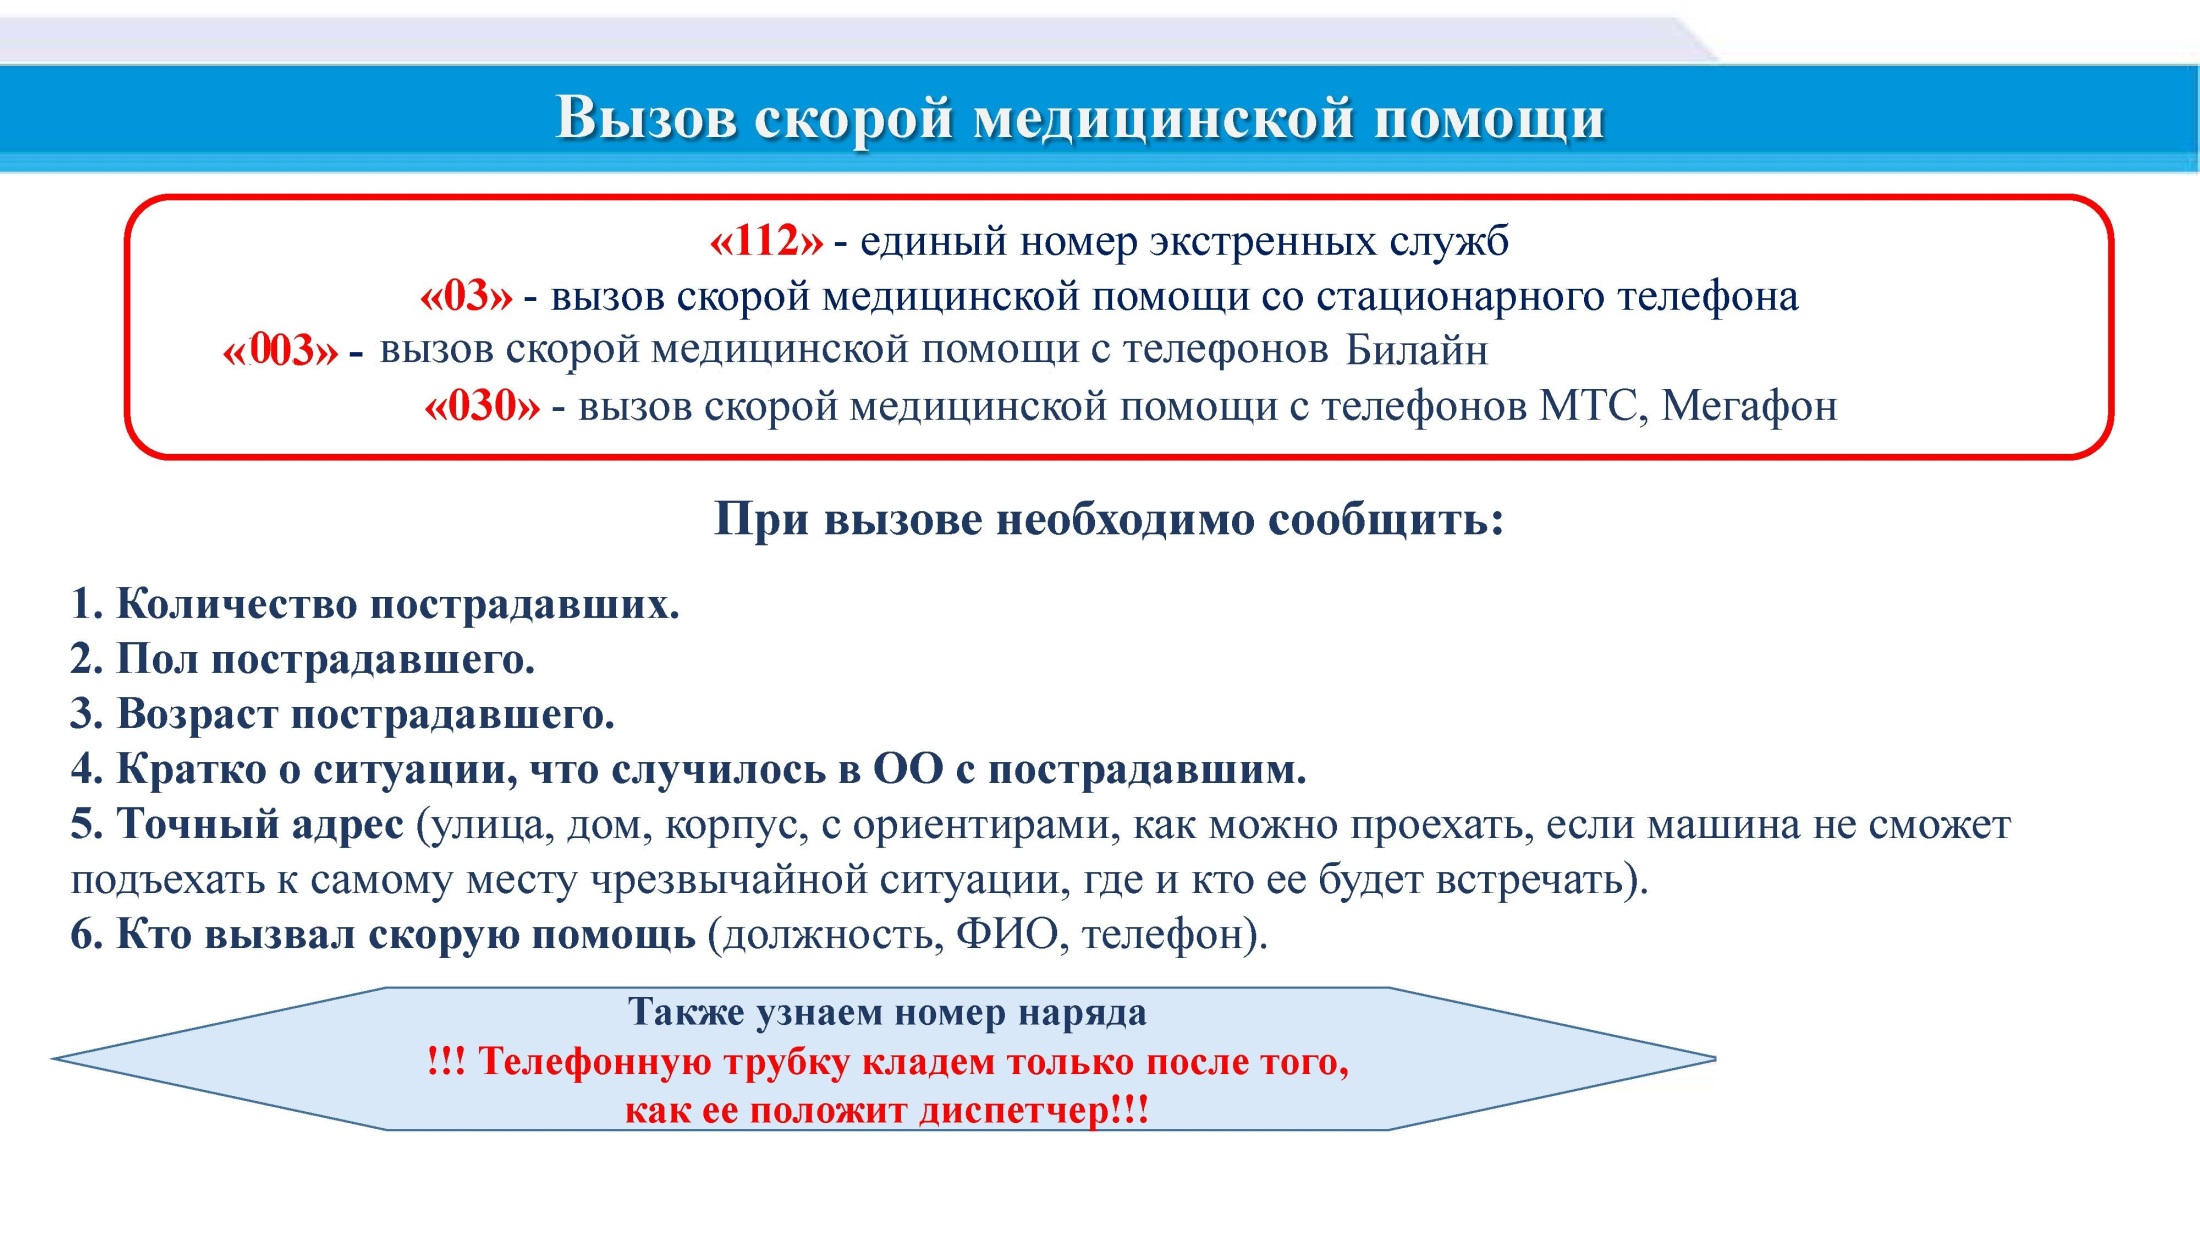 Вызов скорой медицинской помощи
«112» - единый номер экстренных служб
«03» - вызов скорой медицинской помощи со стационарного телефона
«003» - вызов скорой медицинской помощи с телефонов Билайн
«030» - вызов скорой медицинской помощи с телефонов МТС, Мегафон
При вызове необходимо сообщить:
1. Количество пострадавших.
2. Пол пострадавшего.
3. Возраст пострадавшего.
4. Кратко о ситуации, что случилось в ОО с пострадавшим.
5. Точный адрес (улица, дом, корпус, с ориентирами, как можно проехать, если машина не сможет
подъехать к самому месту чрезвычайной ситуации, где и кто ее будет встречать).
6. Кто вызвал скорую помощь (должность, ФИО, телефон).
Также узнаем номер наряда
!!! Телефонную трубку кладем только после того,
как ее положит диспетчер!!!